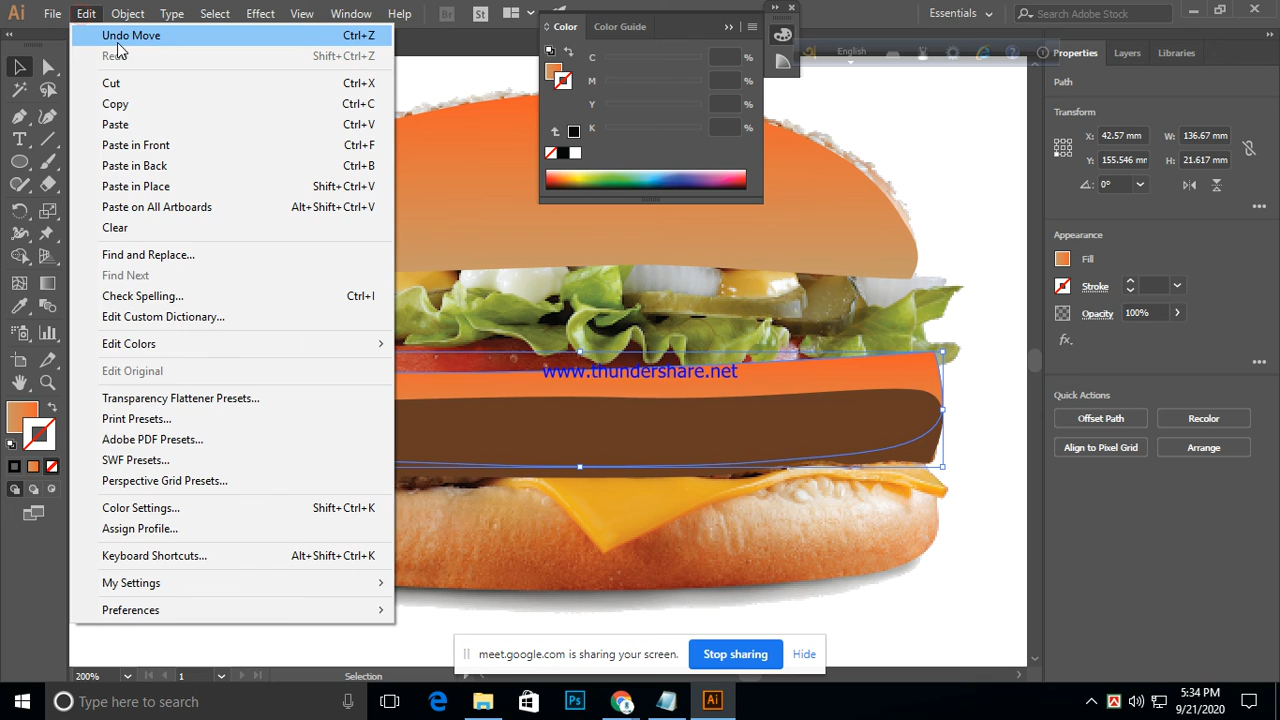 Ai File Edit Object Type Select Effect View Window Help Br St Essentials Search Adobe Stock
Undo Move Ctrl+Z
Shift+Ctrl+Z
Cut Ctrl+X
Copy Ctrl+C
Paste Ctrl+V
Paste in Front Ctrl+F
Paste in Back Ctrl+B
Paste in Place Shift+Ctrl+V
Paste on All Artboards Alt+Shift+Ctrl+V
Clear
Find and Replace...
Find Next
Check Spelling... Ctrl+I
Edit Custom Dictionary...
Edit Colors
Edit Original
Transparency Flattener Presets...
Print Presets...
Adobe PDF Presets...
SWF Presets...
Perspective Grid Presets...
Color Settings... Shift+Ctrl+K
Assign Profile...
Keyboard Shortcuts... Alt+Shift+Ctrl+K
My Settings
Preferences
Color Color Guide
C %
M %
Y %
K %
English
www.thundershare.net
Properties Layers Libraries
Path
Transform
X: 42.57 mm W: 136.67 mm
Y: 155.546 mm H: 21.617 mm
0°
Appearance
Fill
Stroke
Opacity 100%
fx.
Quick Actions
Offset Path Recolor
Align to Pixel Grid Arrange
meet.google.com is sharing your screen. Stop sharing Hide
200% 1 Selection
Type here to search Ps Ai 5:34 PM
9/21/2020